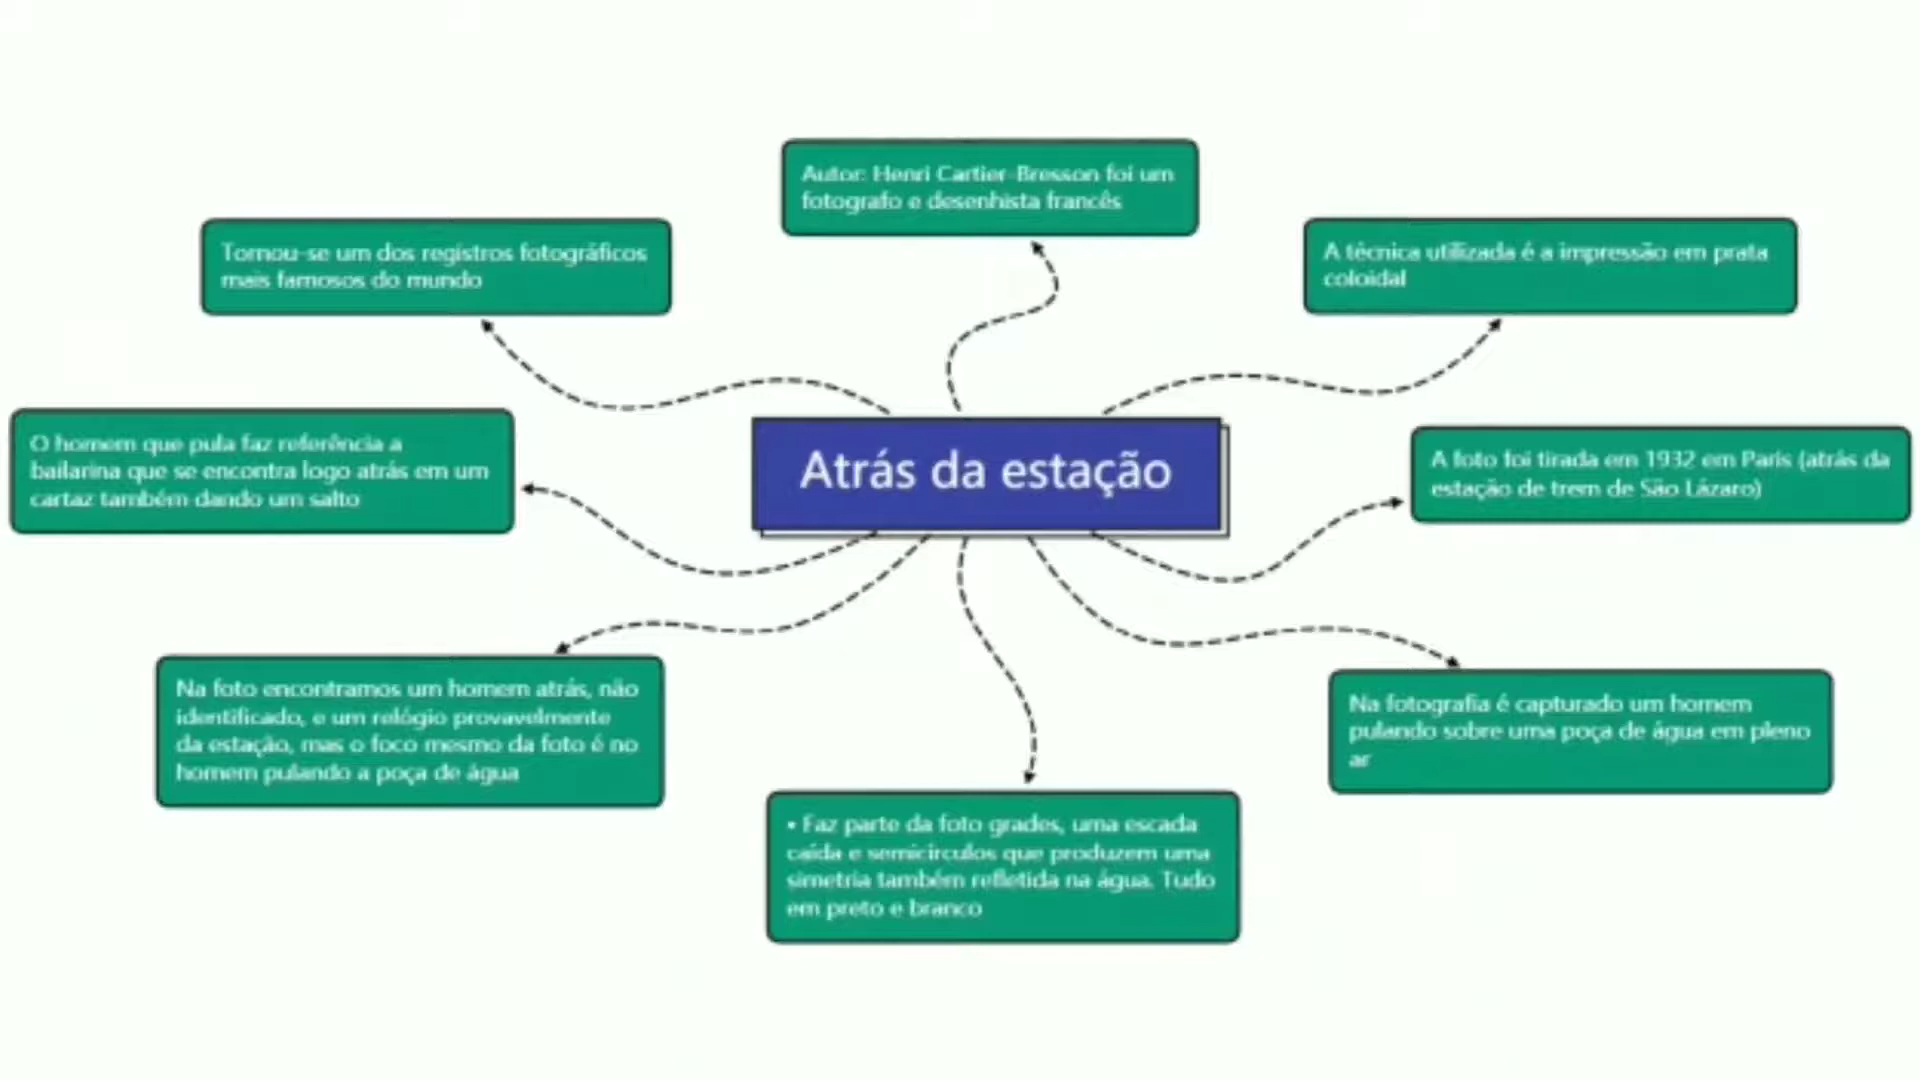 Autor: Henri Cartier-Bresson foi um
fotografo e desenhista francês
Tornou-se um dos registros fotográficos
mais famosos do mundo
A técnica utilizada é a impressão em prata
coloidal
O homem que pula faz referência a
bailarina que se encontra logo atrás em um
cartaz também dando um salto
Atrás da estação
A foto foi tirada em 1932 em Paris (atrás da
estação de trem de São Lázaro)
Na foto encontramos um homem atrás, não
identificado, e um relógio provavelmente
da estação, mas o foco mesmo da foto é no
homem pulando a poça de água
Na fotografia é capturado um homem
pulando sobre uma poça de água em pleno
ar
• Faz parte da foto grades, uma escada
caída e semicírculos que produzem uma
simetria também refletida na água. Tudo
em preto e branco